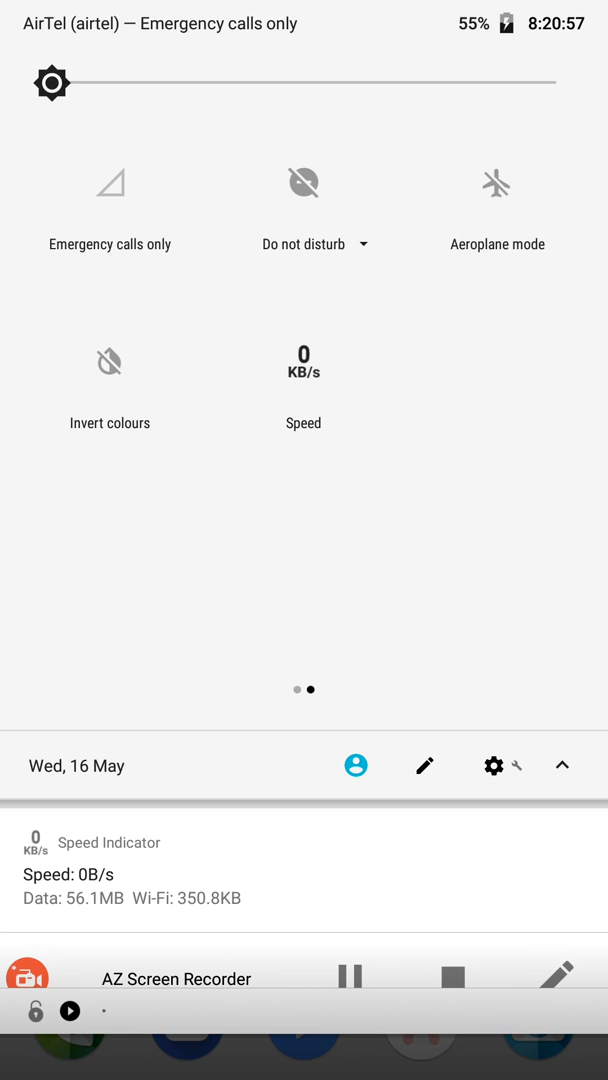 AirTel (airtel) — Emergency calls only 55% 8:20:57
Emergency calls only Do not disturb Aeroplane mode
0
KB/s
Invert colours Speed
Wed, 16 May
0
KB/s Speed Indicator
Speed: 0B/s
Data: 56.1MB Wi-Fi: 350.8KB
AZ Screen Recorder